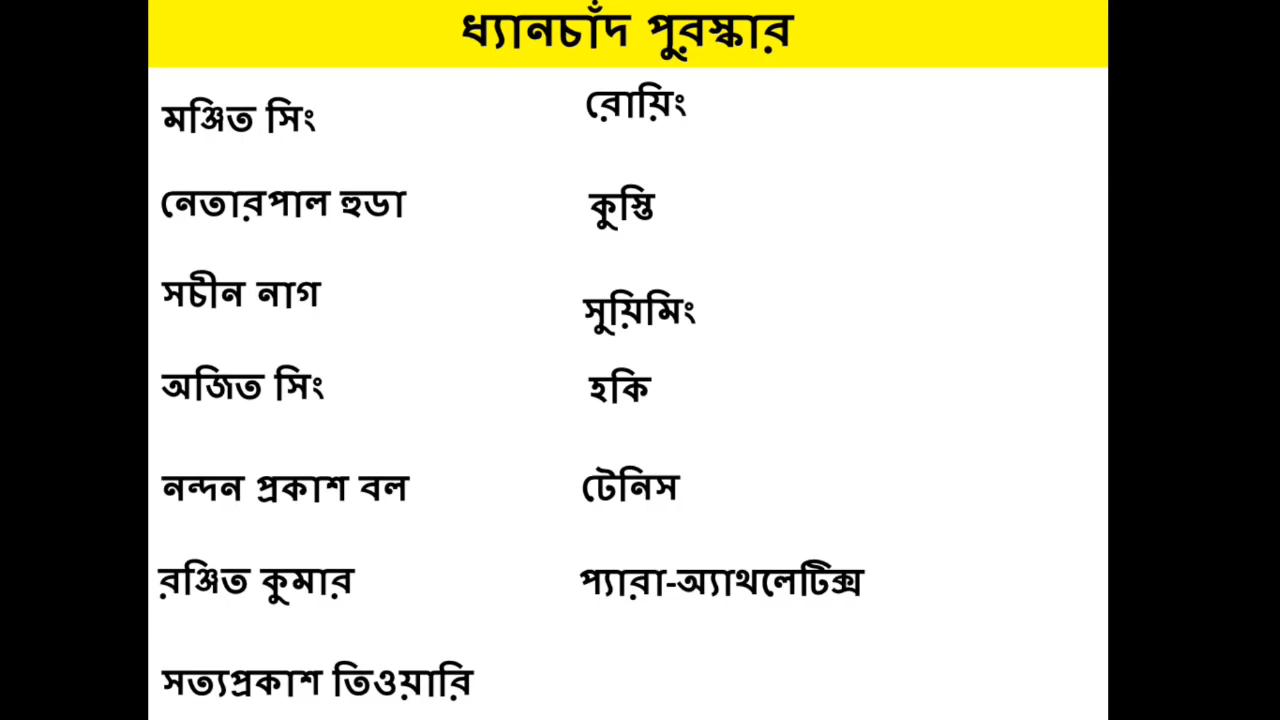 ধ্যানচাঁদ পুরস্কার
মঞ্জিত সিং রোয়িং
নেতারপাল হুডা কুস্তি
সচীন নাগ সুয়িমিং
অজিত সিং হকি
নন্দন প্রকাশ বল টেনিস
রঞ্জিত কুমার প্যারা-অ্যাথলেটিক্স
সত্যপ্রকাশ তিওয়ারি